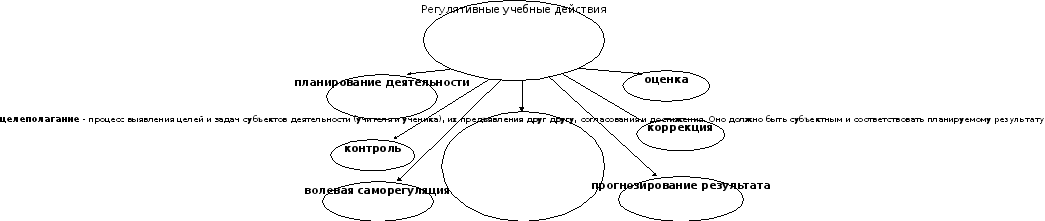 Регулятивные учебные действия
планирование деятельности
оценка
целеполагание - процесс выявления целей и задач субъектов деятельности (учителя и ученика), их предъявления друг другу, согласования и достижения. Оно должно быть субъектным и соответствовать планируемому результату
коррекция
контроль
прогнозирование результата
волевая саморегуляция